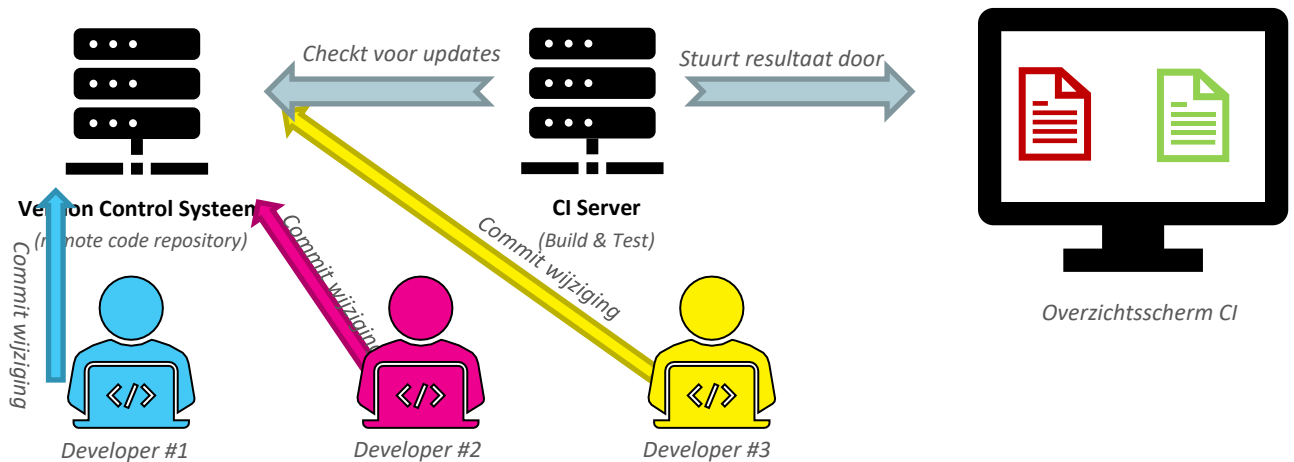 Checkt voor updates
Stuurt resultaat door
Version Control Systeem
(remote code repository)
CI Server
(Build & Test)
Commit wijziging
Commit wijziging
Commit wijziging
Overzichtsscherm CI
</>
</>
</>
Developer #1
Developer #2
Developer #3